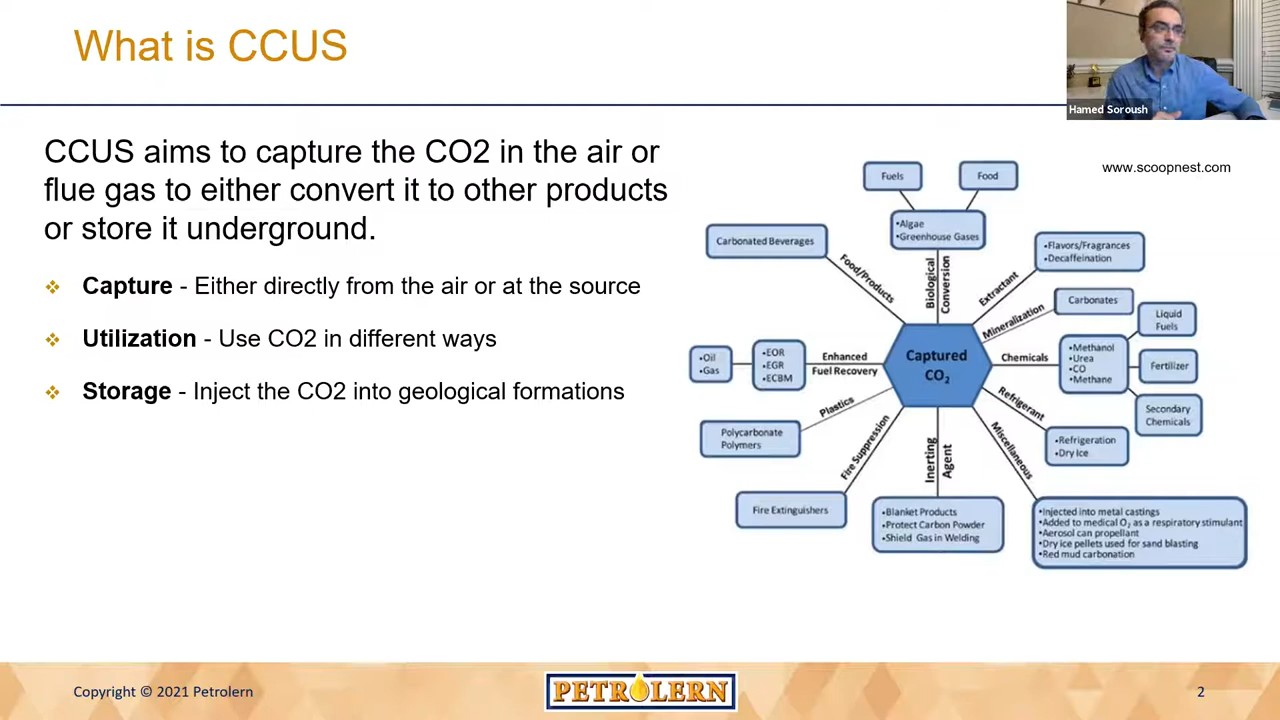 What is CCUS
Hamed Soroush
CCUS aims to capture the CO2 in the air or
flue gas to either convert it to other products
or store it underground.
❖ Capture - Either directly from the air or at the source
❖ Utilization - Use CO2 in different ways
❖ Storage - Inject the CO2 into geological formations
www.scoopnest.com
Fuels
Food
•Algae
•Greenhouse Gases
Carbonated Beverages
•Flavors/Fragrances
•Decaffeination
Food/Products
Biological
Conversion
Extractant
Mineralization
Carbonates
Liquid
Fuels
Captured
CO₂
Chemicals
•Methanol
•Urea
•CO
•Methane
Fertilizer
Secondary
Chemicals
•Oil
•Gas
•EOR
•EGR
•ECBM
Enhanced
Fuel Recovery
Plastics
Polycarbonate
Polymers
Refrigerant
•Refrigeration
•Dry Ice
Fire Suppression
Fire Extinguishers
Inerting
Agent
•Blanket Products
•Protect Carbon Powder
•Shield Gas in Welding
Miscellaneous
•Injected into metal castings
•Added to medical O₂ as a respiratory stimulant
•Aerosol can propellant
•Dry ice pellets used for sand blasting
•Red mud carbonation
Copyright © 2021 Petrolern
PETROLERN
2